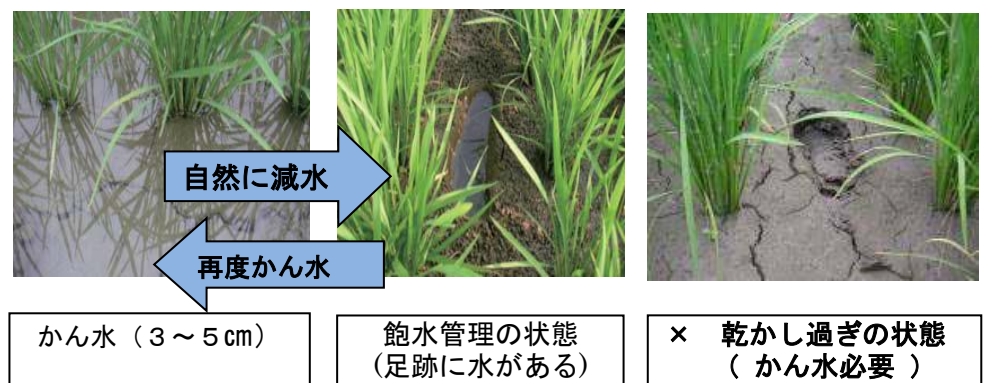 自然に減水
再度かん水
かん水（３～５㎝）
飽水管理の状態
(足跡に水がある)
×　乾かし過ぎの状態
（ かん水必要 ）